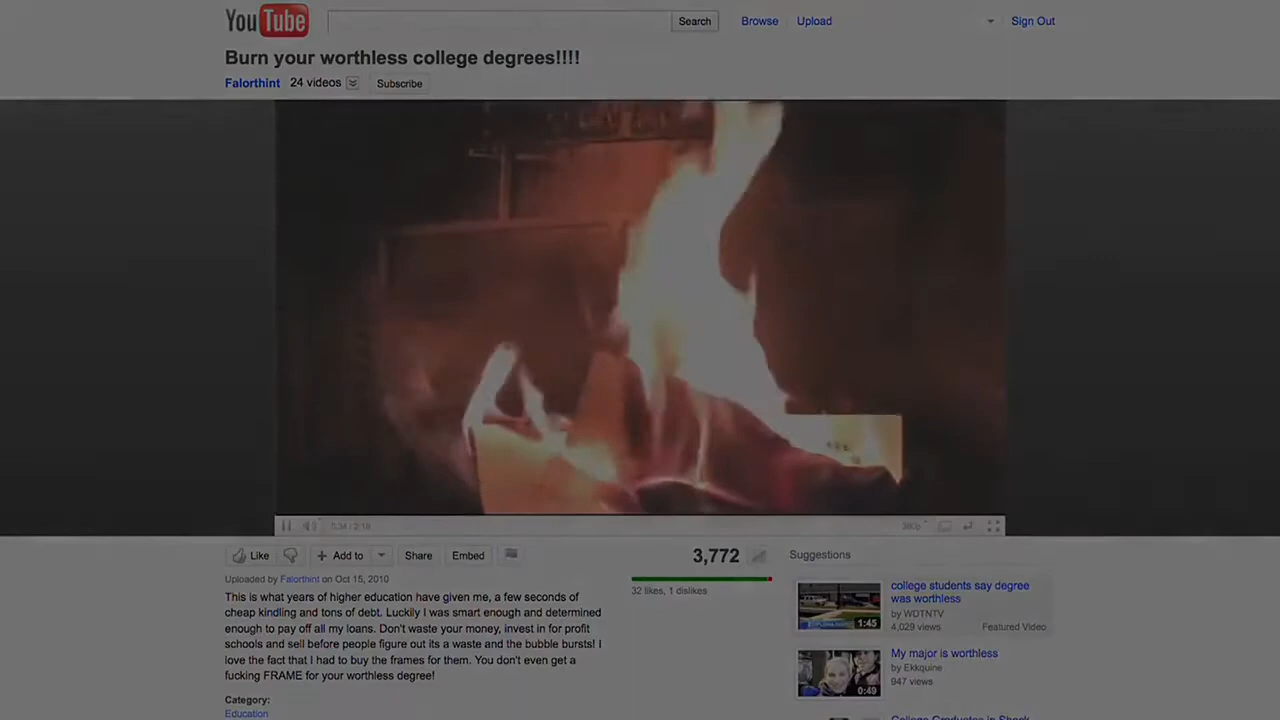 YouTube
Search
Browse
Upload
Sign Out
Burn your worthless college degrees!!!!
Falorthint 24 videos
Subscribe
360p
Like
Add to
Share
Embed
3,772
Suggestions
Uploaded by Falorthint on Oct 15, 2010
32 likes, 1 dislikes
This is what years of higher education have given me, a few seconds of
cheap kindling and tons of debt. Luckily I was smart enough and determined
enough to pay off all my loans. Don't waste your money, invest in for profit
schools and sell before people figure out its a waste and the bubble bursts! I
love the fact that I had to buy the frames for them. You don't even get a
fucking FRAME for your worthless degree!
Category:
Education
college students say degree
was worthless
by WDTNTV
4,029 views
Featured Video
1:45
My major is worthless
by Ekkquine
947 views
0:49